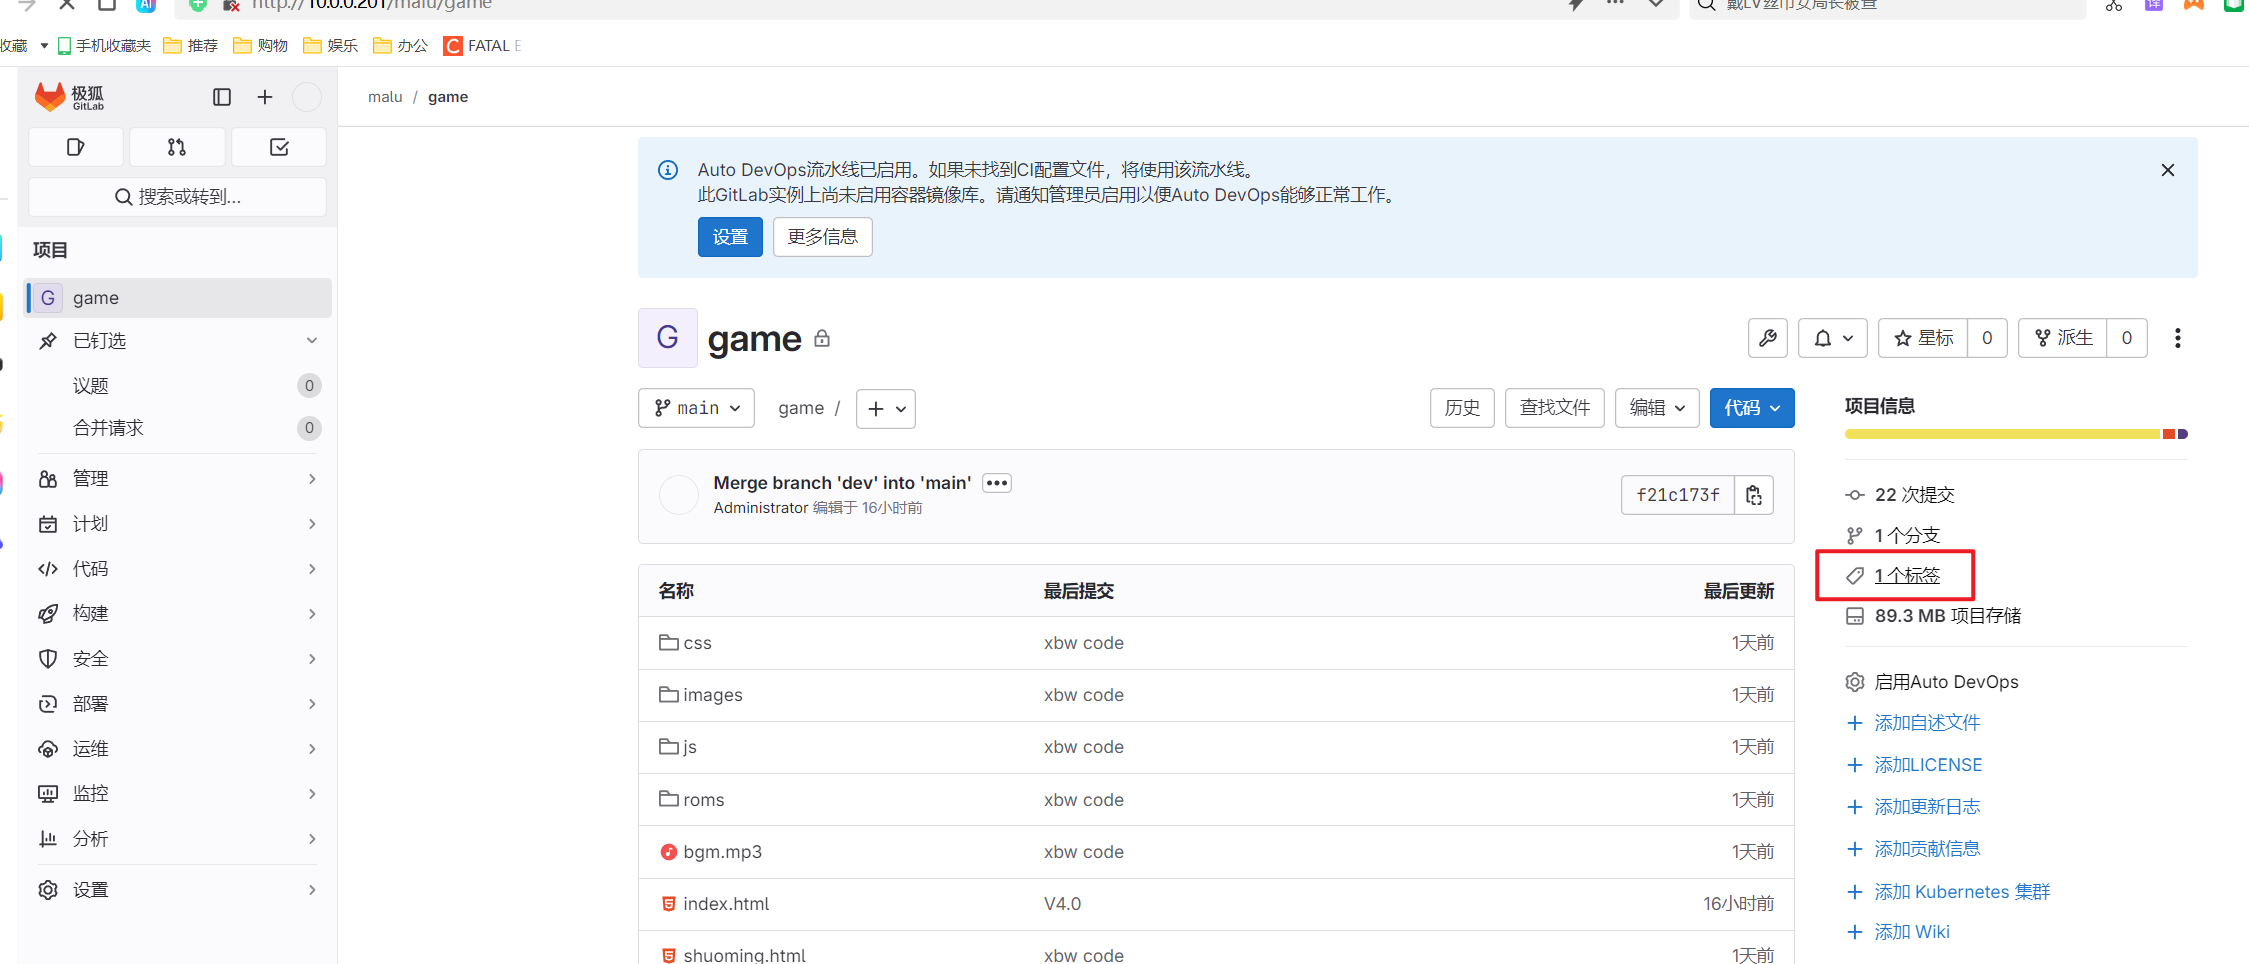 http://10.0.0.201/malu/game
戴LV丝巾女局长被查
收藏 手机收藏夹 推荐 购物 娱乐 办公 FATAL E
极狐
GitLab
malu / game
搜索或转到...
项目
G game
已钉选
议题 0
合并请求 0
管理
计划
代码
构建
安全
部署
运维
监控
分析
设置
Auto DevOps流水线已启用。如果未找到CI配置文件，将使用该流水线。
此GitLab实例上尚未启用容器镜像库。请通知管理员启用以便Auto DevOps能够正常工作。
设置 更多信息
G game
星标 0 派生 0
main game / 历史 查找文件 编辑 代码
Merge branch 'dev' into 'main'
Administrator 编辑于 16小时前
f21c173f
名称 最后提交 最后更新
css xbw code 1天前
images xbw code 1天前
js xbw code 1天前
roms xbw code 1天前
bgm.mp3 xbw code 1天前
index.html V4.0 16小时前
shuoming.html xbw code 1天前
项目信息
22 次提交
1 个分支
1 个标签
89.3 MB 项目存储
启用Auto DevOps
添加自述文件
添加LICENSE
添加更新日志
添加贡献信息
添加 Kubernetes 集群
添加 Wiki